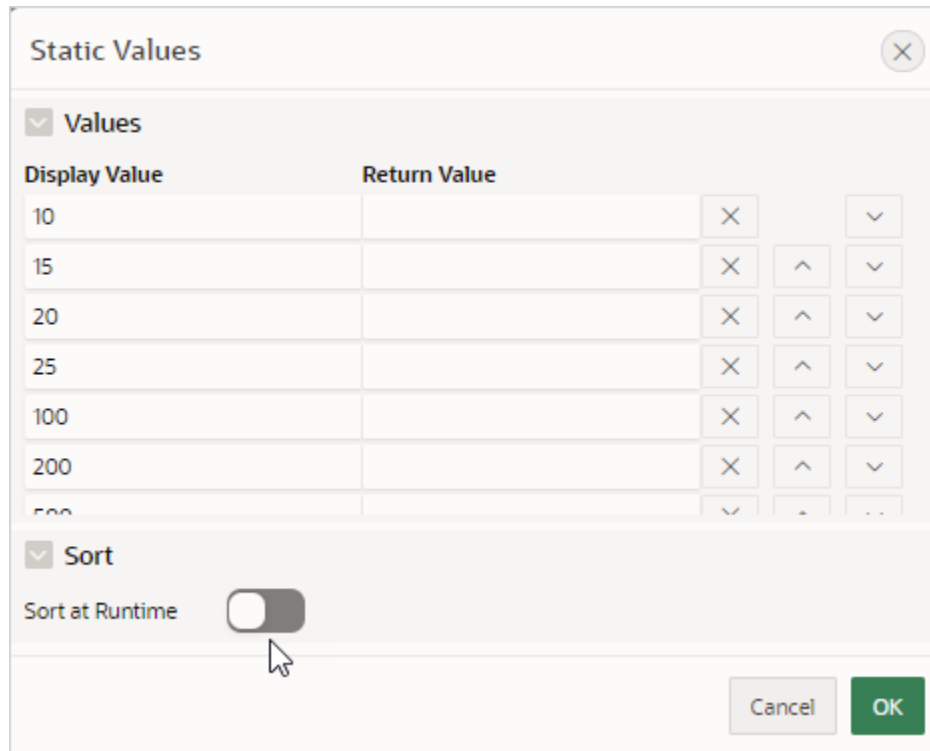 Static Values
Values
Display Value Return Value
10
15
20
25
100
200
500
Sort
Sort at Runtime
Cancel OK